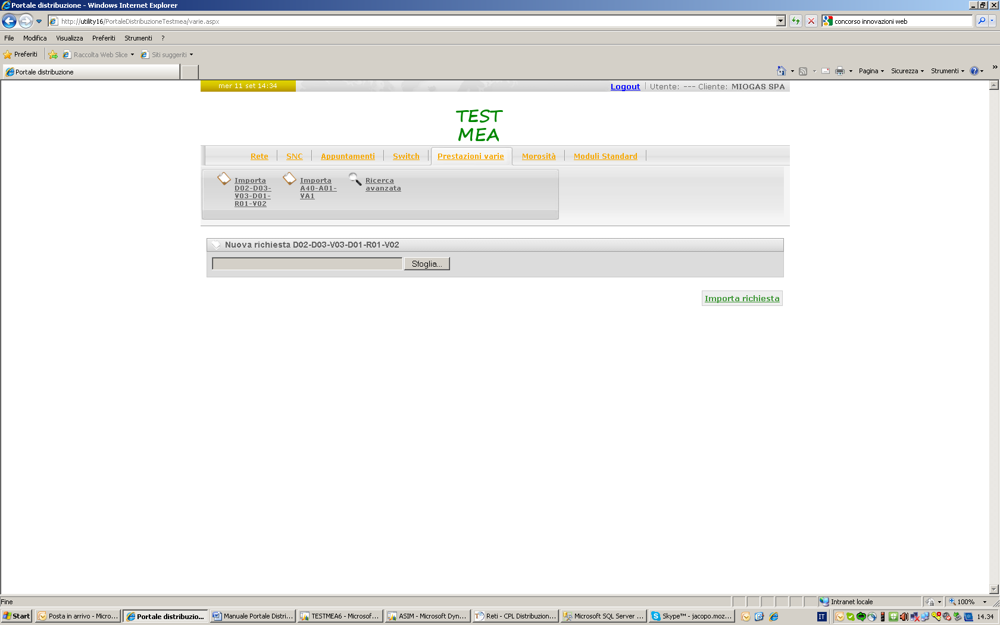 Portale distribuzione - Windows Internet Explorer
http://utility16/PortaleDistribuzioneTestmea/varie.aspx
concorso innovazioni web
File Modifica Visualizza Preferiti Strumenti ?
Preferiti Raccolta Web Slice Siti suggeriti
Portale distribuzione
Pagina Sicurezza Strumenti
mer 11 set 14:34
Logout Utente: --- Cliente: MIOGAS SPA
TEST
MEA
Rete SNC Appuntamenti Switch Prestazioni varie Morosità Moduli Standard
Importa
D02-D03-
V03-D01-
R01-V02
Importa
A40-A01-
VA1
Ricerca
avanzata
Nuova richiesta D02-D03-V03-D01-R01-V02
Sfoglia...
Importa richiesta
Fine
Intranet locale
100%
Start Posta in arrivo - Micro... Portale distribuzio... Manuale Portale Distri... TESTMEA6 - Microsof... ASIM - Microsoft Dyn... Reti - CPL Distribuzion... Microsoft SQL Server ... Skype™ - jacopo.moz... IT 14.34